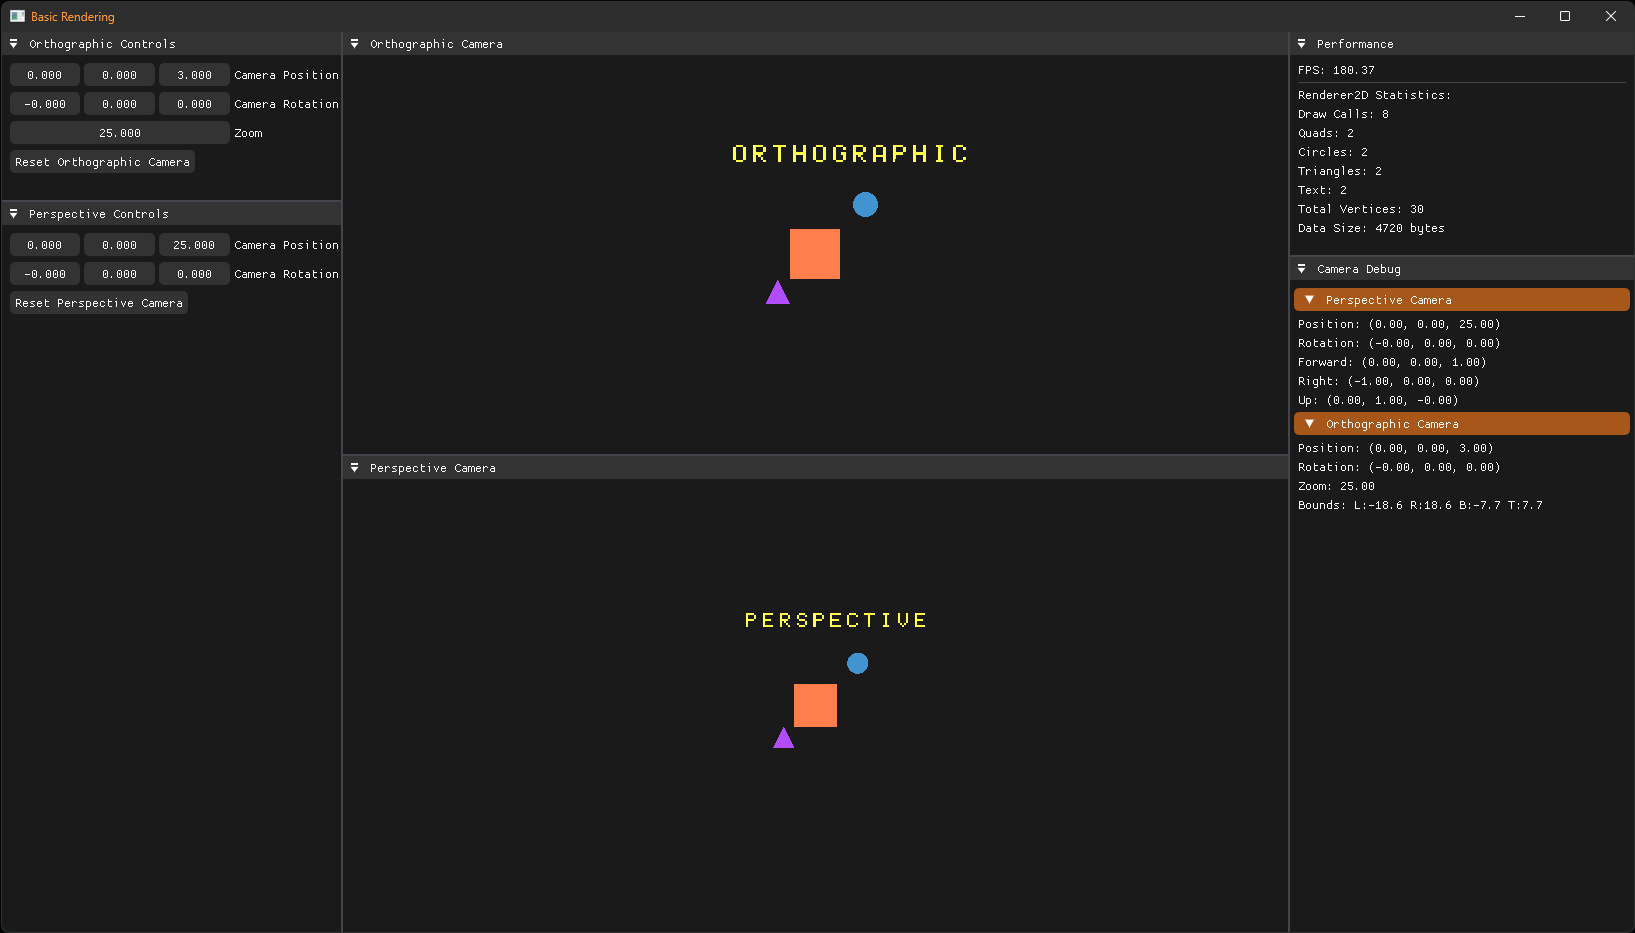 Basic Rendering
Orthographic Controls
0.000 0.000 3.000 Camera Position
-0.000 0.000 0.000 Camera Rotation
25.000 Zoom
Reset Orthographic Camera
Perspective Controls
0.000 0.000 25.000 Camera Position
-0.000 0.000 0.000 Camera Rotation
Reset Perspective Camera
Orthographic Camera
ORTHOGRAPHIC
Perspective Camera
PERSPECTIVE
Performance
FPS: 180.37
Renderer2D Statistics:
Draw Calls: 8
Quads: 2
Circles: 2
Triangles: 2
Text: 2
Total Vertices: 30
Data Size: 4720 bytes
Camera Debug
Perspective Camera
Position: (0.00, 0.00, 25.00)
Rotation: (-0.00, 0.00, 0.00)
Forward: (0.00, 0.00, 1.00)
Right: (-1.00, 0.00, 0.00)
Up: (0.00, 1.00, -0.00)
Orthographic Camera
Position: (0.00, 0.00, 3.00)
Rotation: (-0.00, 0.00, 0.00)
Zoom: 25.00
Bounds: L:-18.6 R:18.6 B:-7.7 T:7.7